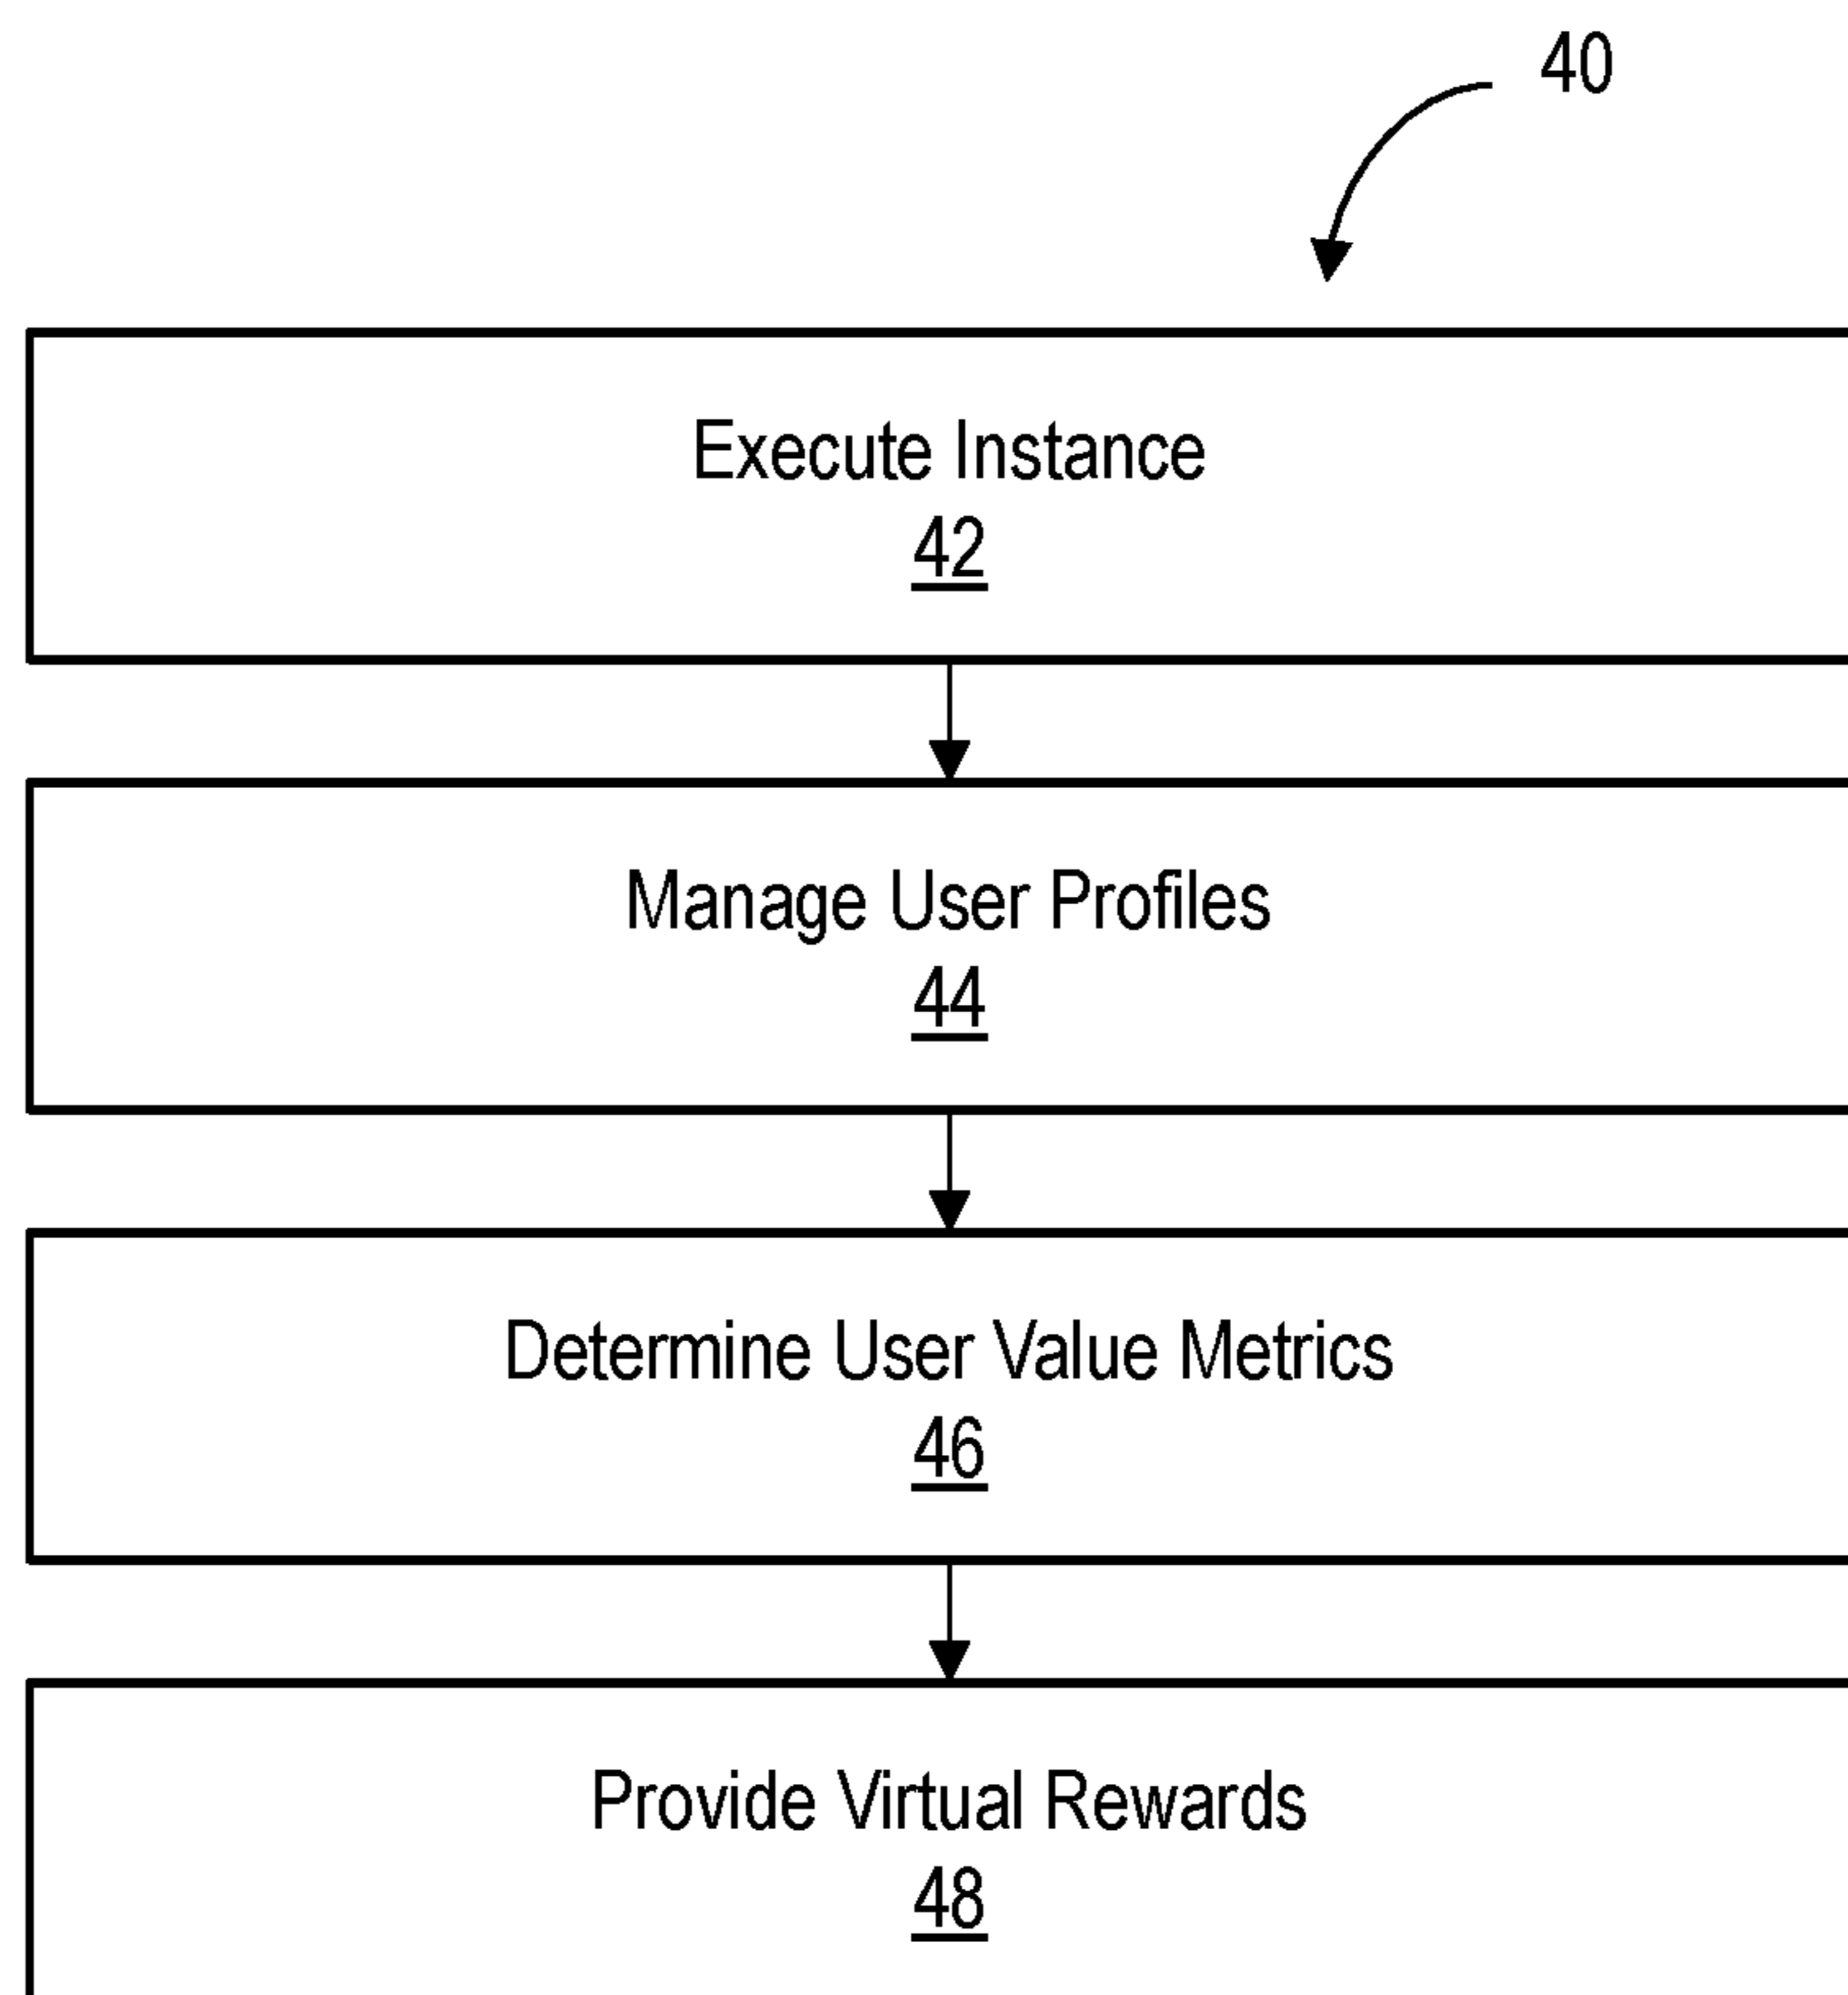 40
Execute Instance
42
Manage User Profiles
44
Determine User Value Metrics
46
Provide Virtual Rewards
48